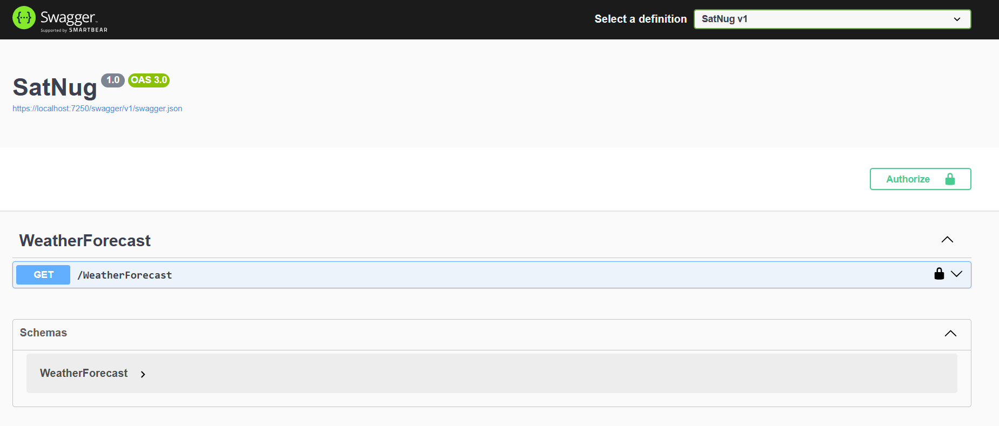 Swagger
Supported by SMARTBEAR
Select a definition
SatNug v1
SatNug 1.0 OAS 3.0
https://localhost:7250/swagger/v1/swagger.json
Authorize
WeatherForecast
GET /WeatherForecast
Schemas
WeatherForecast